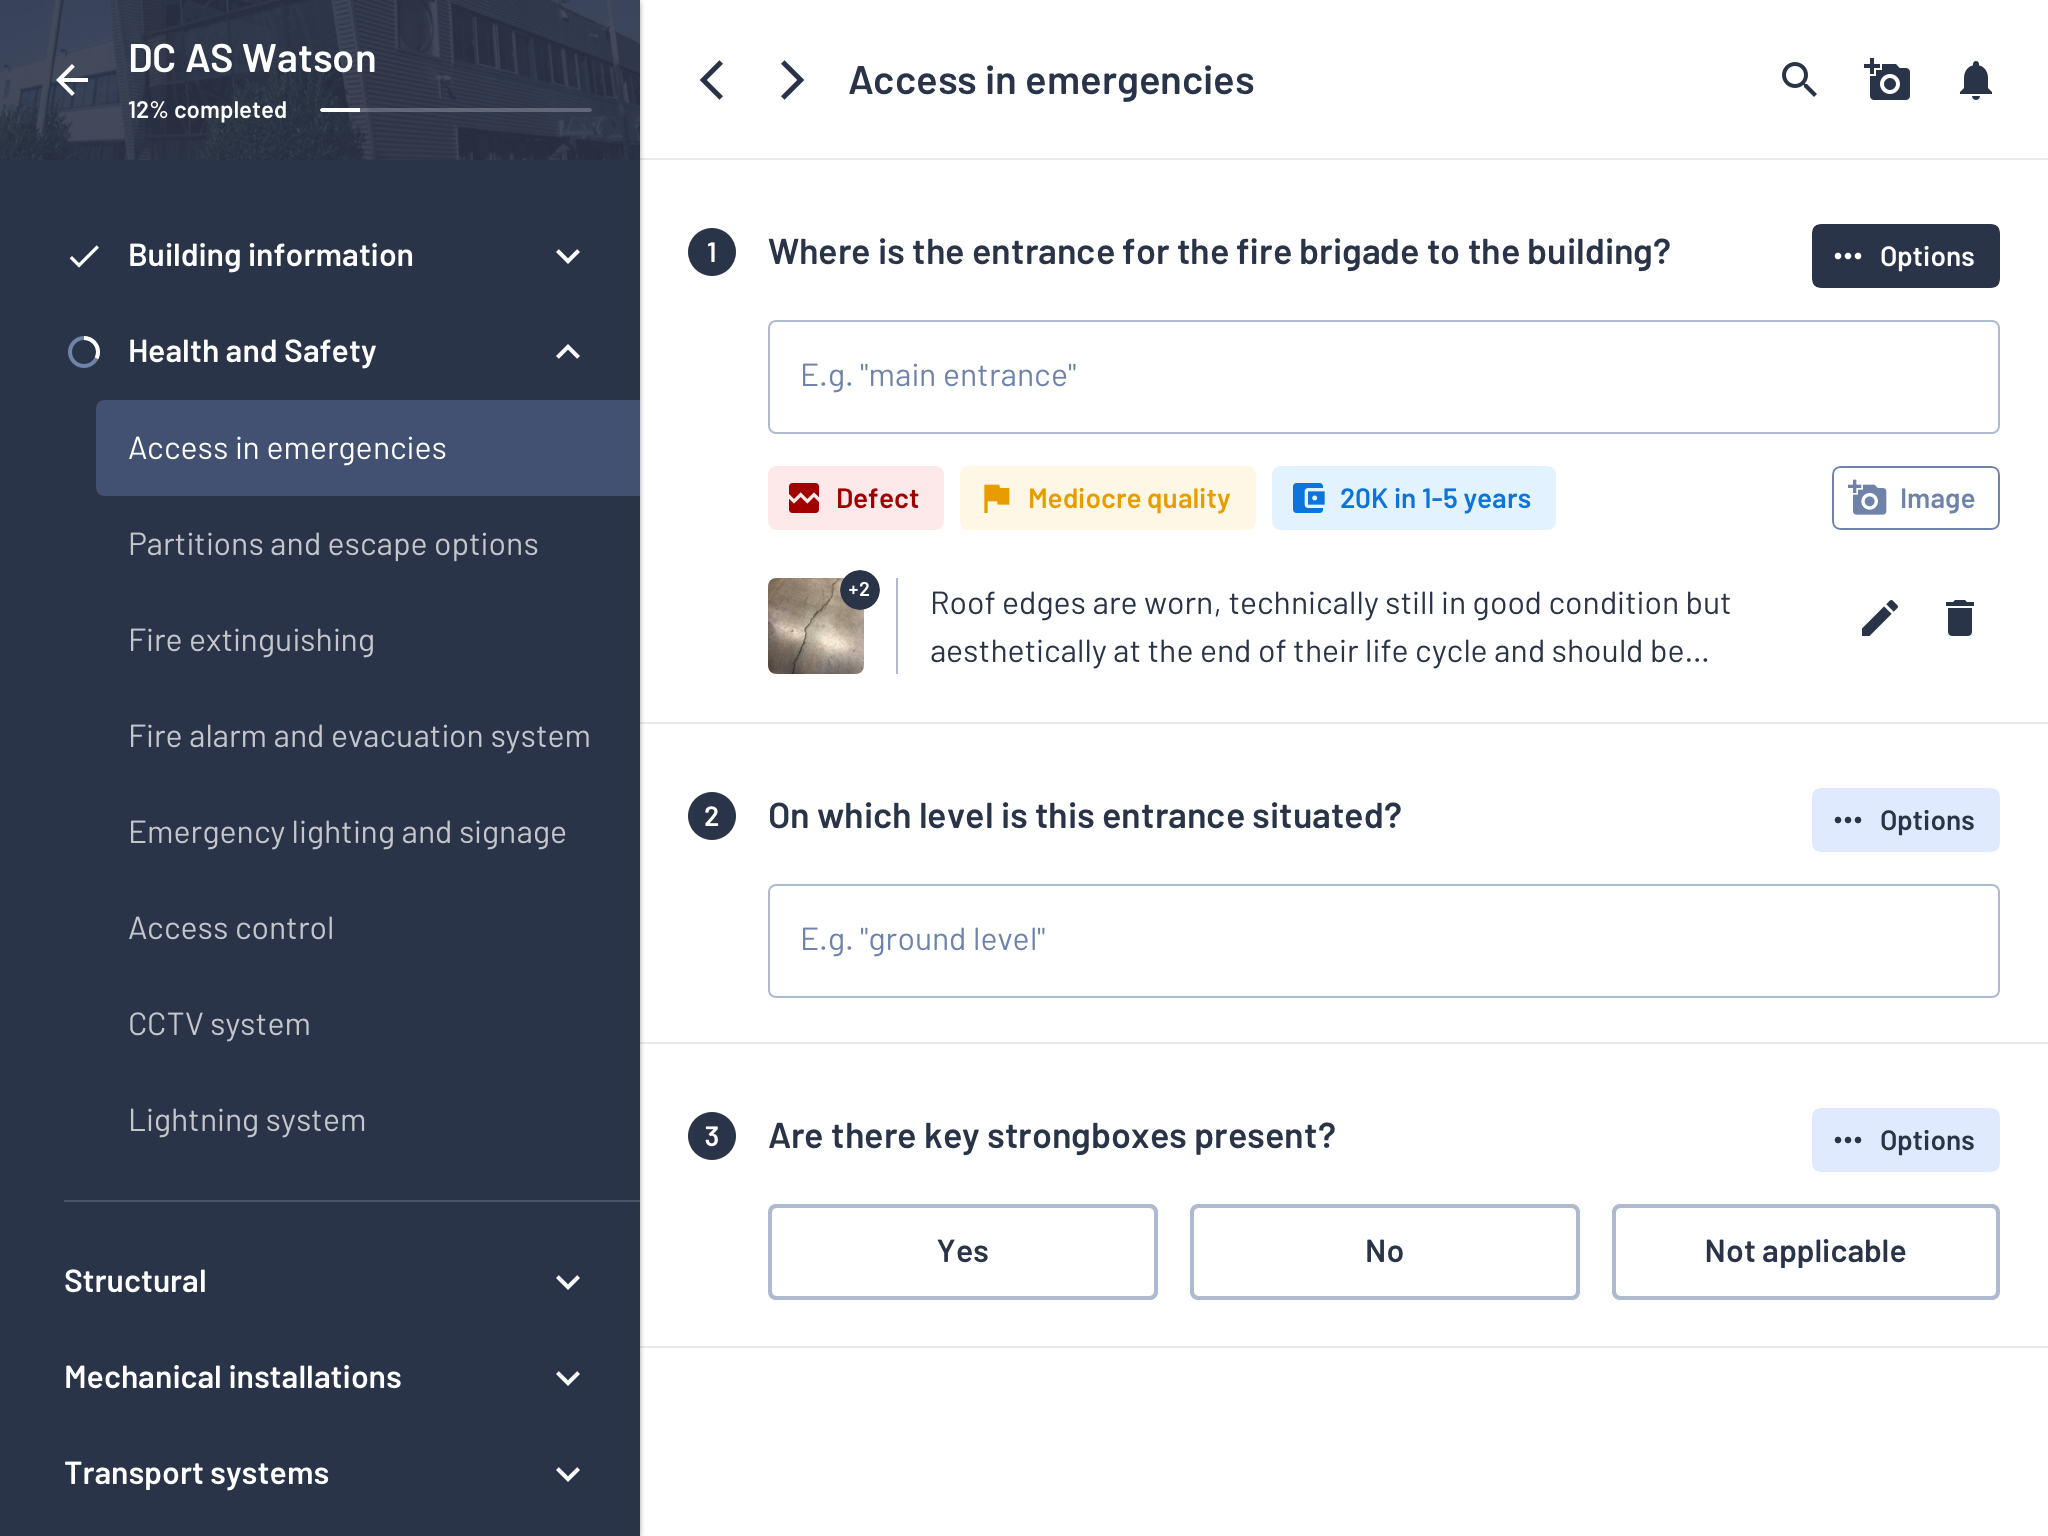 DC AS Watson
12% completed
Building information
Health and Safety
Access in emergencies
Partitions and escape options
Fire extinguishing
Fire alarm and evacuation system
Emergency lighting and signage
Access control
CCTV system
Lightning system
Structural
Mechanical installations
Transport systems
Access in emergencies
1
Where is the entrance for the fire brigade to the building?
Options
E.g. "main entrance"
Defect
Mediocre quality
20K in 1-5 years
Image
+2
Roof edges are worn, technically still in good condition but
aesthetically at the end of their life cycle and should be...
2
On which level is this entrance situated?
Options
E.g. "ground level"
3
Are there key strongboxes present?
Options
Yes
No
Not applicable